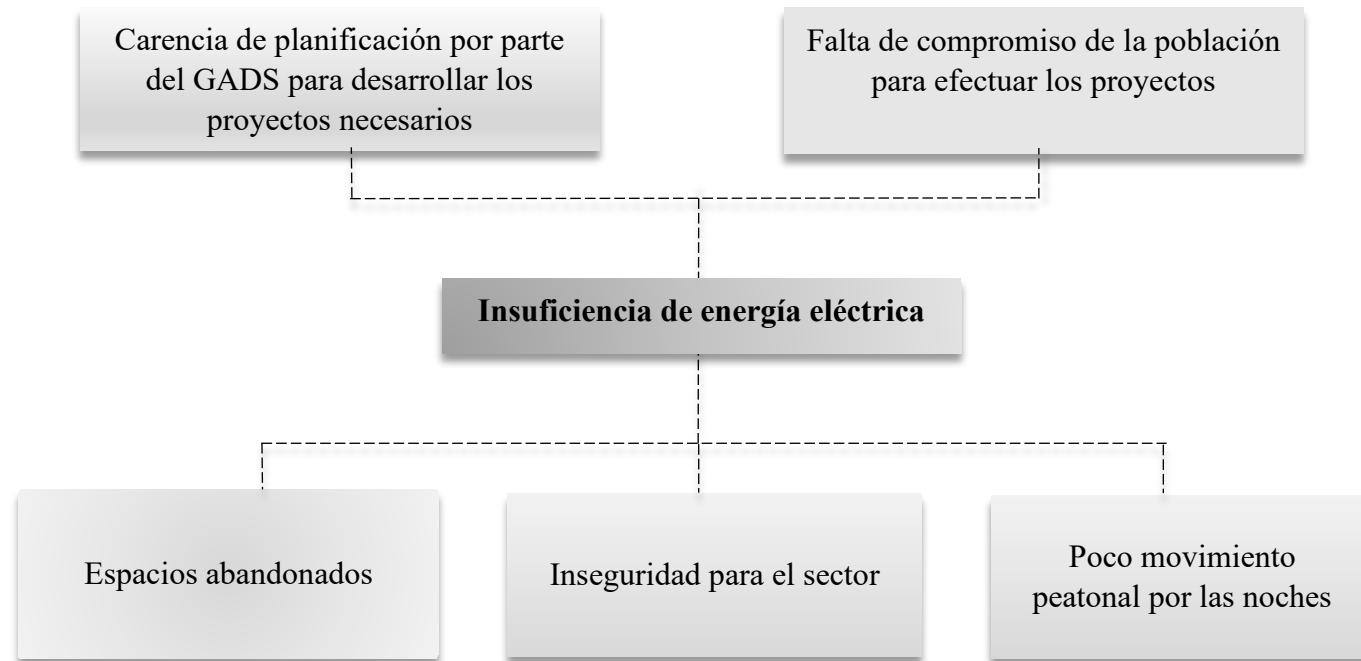 Carencia de planificación por parte
del GADS para desarrollar los
proyectos necesarios
Falta de compromiso de la población
para efectuar los proyectos
Insuficiencia de energía eléctrica
Espacios abandonados
Inseguridad para el sector
Poco movimiento
peatonal por las noches